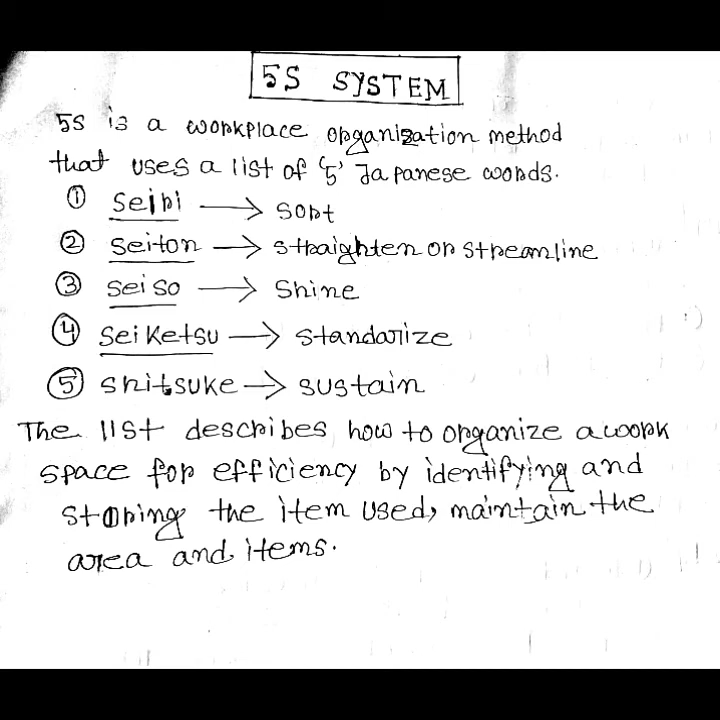 5S SYSTEM
5S is a workplace organization method
that uses a list of '5' Japanese words.
① Seiri → sort
② Seiton → straighten or streamline
③ Seiso → Shine
④ Seiketsu → standarize
⑤ Shitsuke → sustain
The list describes how to organize a work
space for efficiency by identifying and
storing the item used, maintain the
area and items.